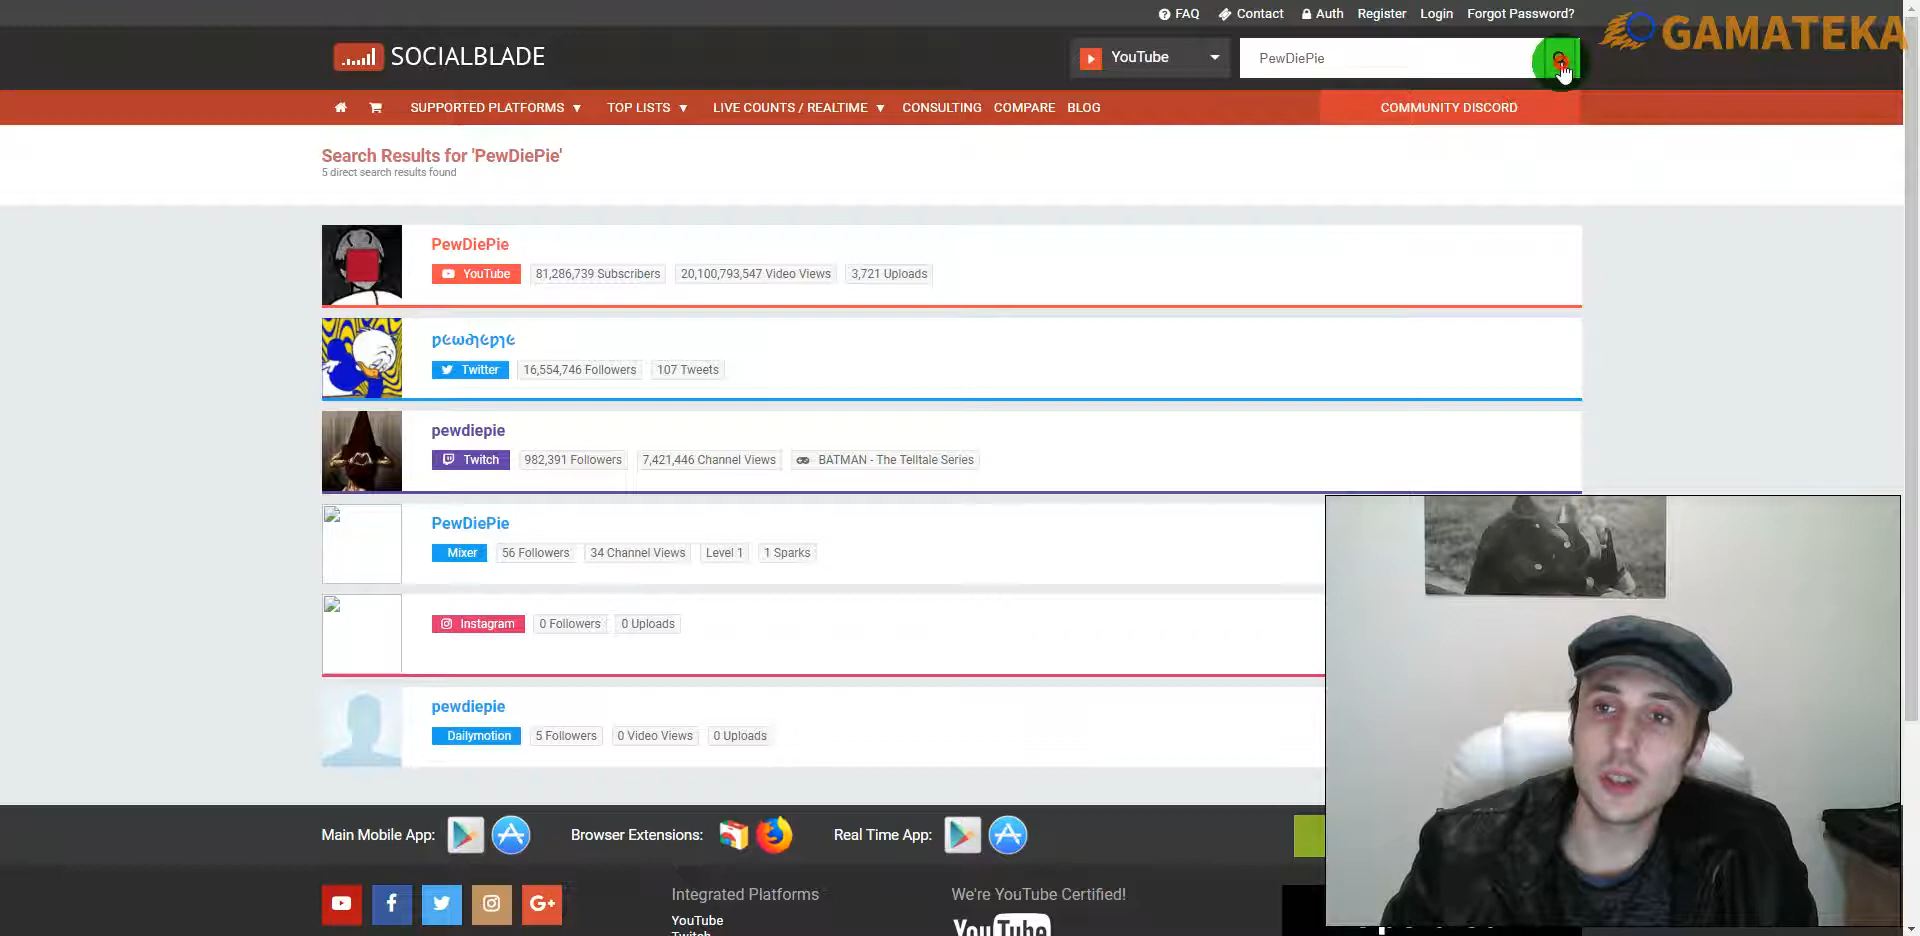 FAQ Contact Auth Register Login Forgot Password?
GAMATEKA
SOCIALBLADE
YouTube
PewDiePie
SUPPORTED PLATFORMS ▼ TOP LISTS ▼ LIVE COUNTS / REALTIME ▼ CONSULTING COMPARE BLOG COMMUNITY DISCORD
Search Results for 'PewDiePie'
5 direct search results found
PewDiePie
YouTube 81,286,739 Subscribers 20,100,793,547 Video Views 3,721 Uploads
Twitter 16,554,746 Followers 107 Tweets
pewdiepie
Twitch 982,391 Followers 7,421,446 Channel Views BATMAN - The Telltale Series
PewDiePie
Mixer 56 Followers 34 Channel Views Level 1 1 Sparks
Instagram 0 Followers 0 Uploads
pewdiepie
Dailymotion 5 Followers 0 Video Views 0 Uploads
Main Mobile App: Browser Extensions: Real Time App:
Integrated Platforms We're YouTube Certified!
YouTube
YouTube